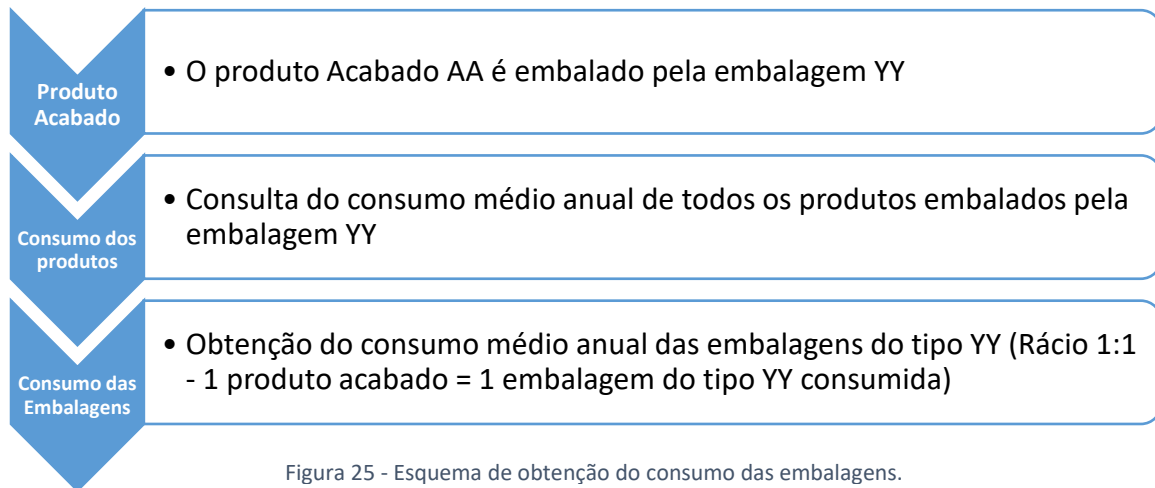 Produto
Acabado
• O produto Acabado AA é embalado pela embalagem YY
Consumo dos
produtos
• Consulta do consumo médio anual de todos os produtos embalados pela
embalagem YY
Consumo das
Embalagens
• Obtenção do consumo médio anual das embalagens do tipo YY (Rácio 1:1
- 1 produto acabado = 1 embalagem do tipo YY consumida)
Figura 25 - Esquema de obtenção do consumo das embalagens.